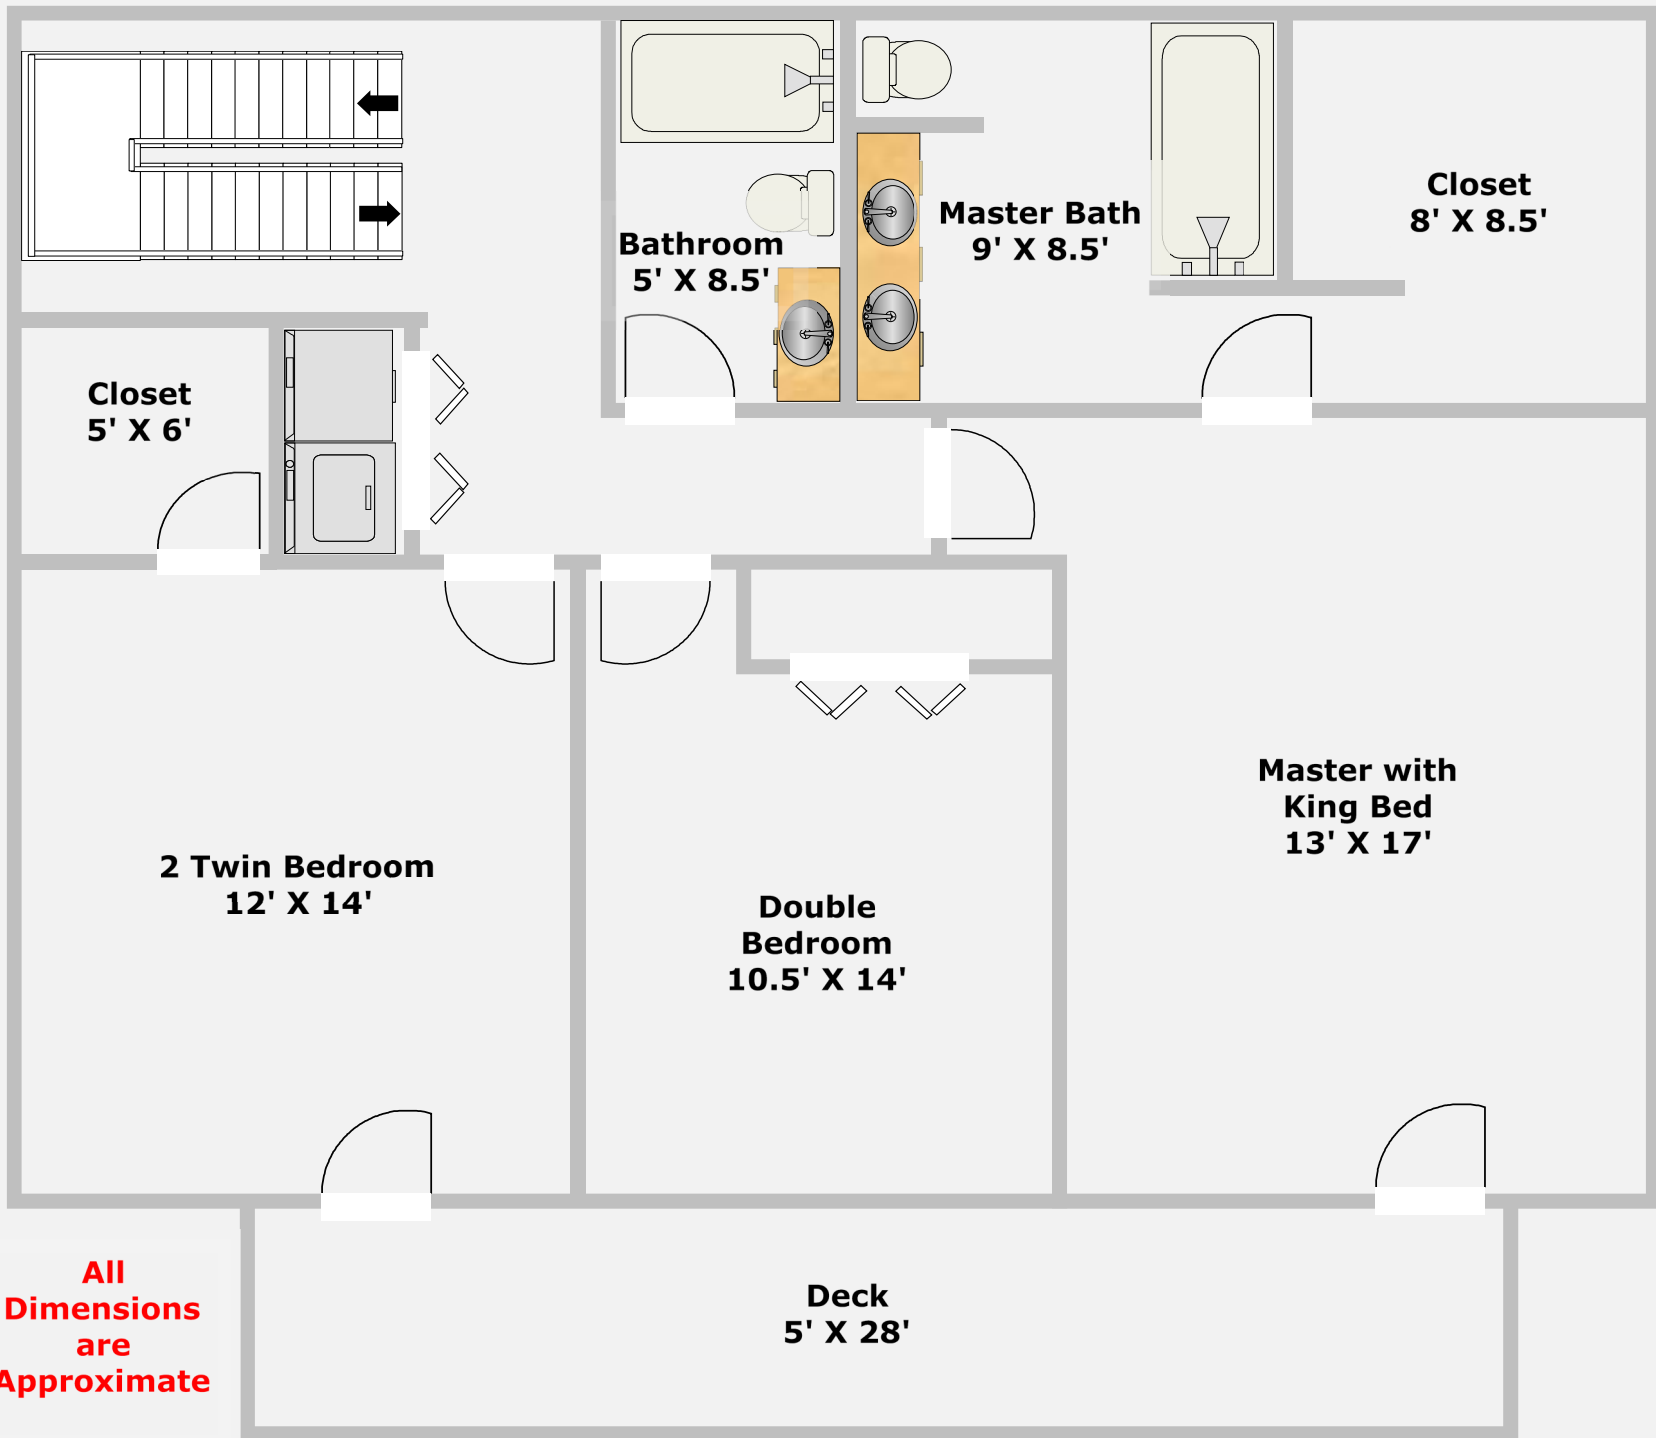 Closet
8' X 8.5'
Master Bath
9' X 8.5'
Bathroom
5' X 8.5'
Closet
5' X 6'
Master with
King Bed
13' X 17'
2 Twin Bedroom
12' X 14'
Double
Bedroom
10.5' X 14'
All
Dimensions
are
Approximate
Deck
5' X 28'